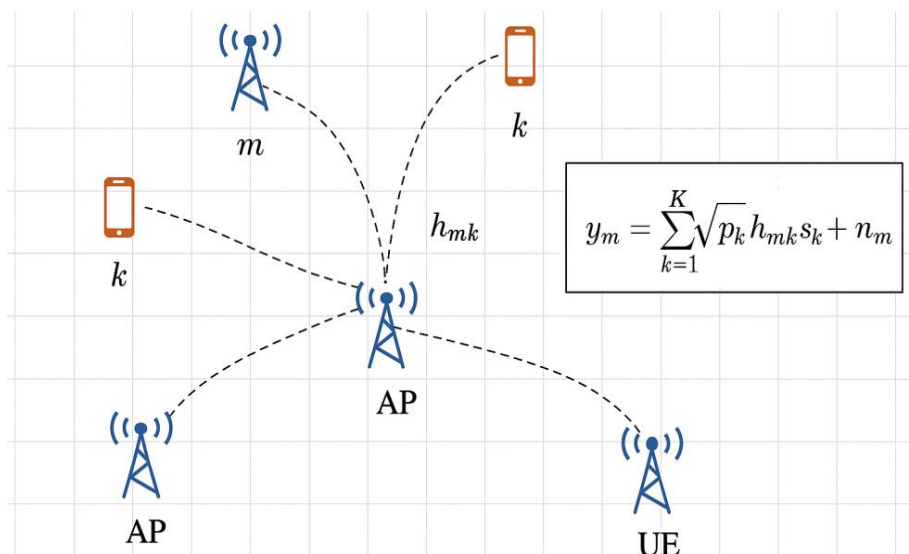 m
k
k
h_{mk}
y_m = \sum_{k=1}^{K} \sqrt{p_k} h_{mk} s_k + n_m
AP
AP
UE